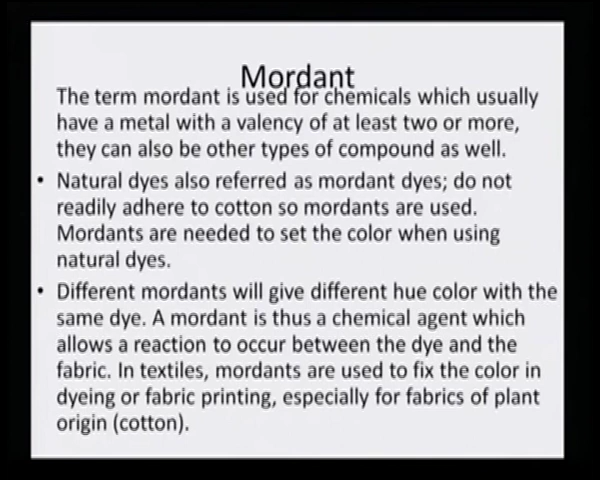 Mordant
The term mordant is used for chemicals which usually
have a metal with a valency of at least two or more,
they can also be other types of compound as well.
• Natural dyes also referred as mordant dyes; do not
readily adhere to cotton so mordants are used.
Mordants are needed to set the color when using
natural dyes.
• Different mordants will give different hue color with the
same dye. A mordant is thus a chemical agent which
allows a reaction to occur between the dye and the
fabric. In textiles, mordants are used to fix the color in
dyeing or fabric printing, especially for fabrics of plant
origin (cotton).